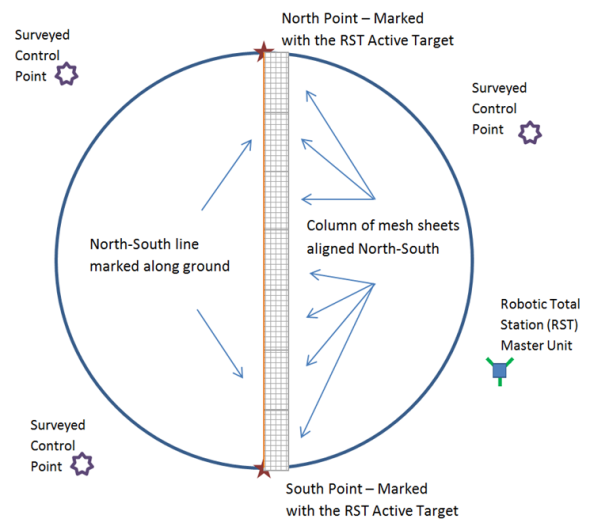 North Point – Marked
with the RST Active Target
Surveyed
Control
Point
Surveyed
Control
Point
North-South line
marked along ground
Column of mesh sheets
aligned North-South
Robotic Total
Station (RST)
Master Unit
Surveyed
Control
Point
South Point – Marked
with the RST Active Target